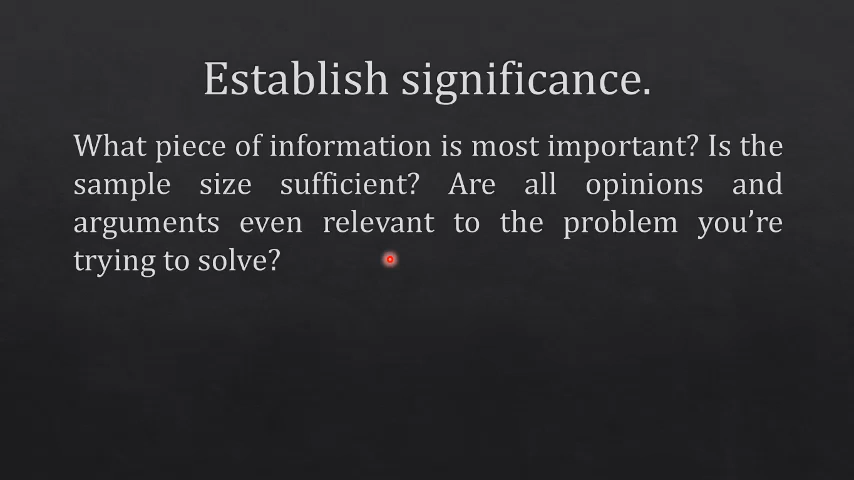 Establish significance.
What piece of information is most important? Is the
sample size sufficient? Are all opinions and
arguments even relevant to the problem you’re
trying to solve?